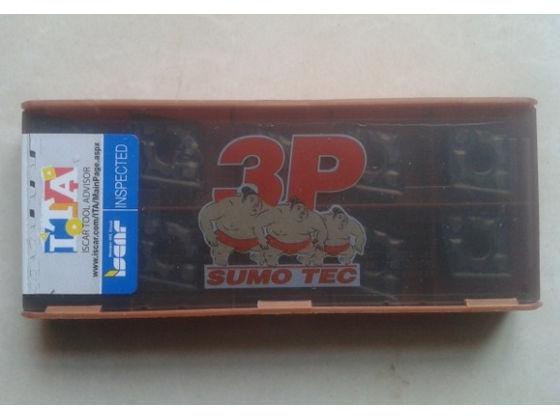 ITA
ISCAR TOOL ADVISOR
www.iscar.com/ITA/MainPage.aspx
iscar
INSPECTED
3P
SUMO TEC